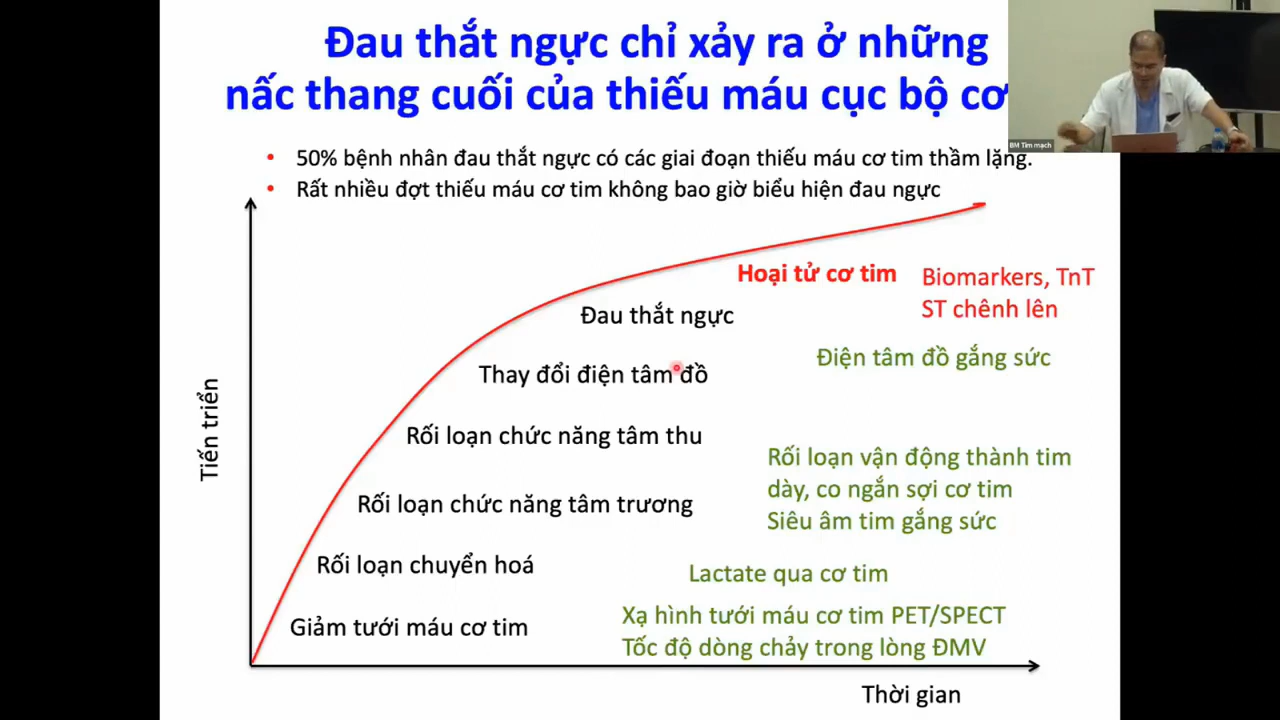 Đau thắt ngực chỉ xảy ra ở những
nấc thang cuối của thiếu máu cục bộ cơ
BM Tim mạch
• 50% bệnh nhân đau thắt ngực có các giai đoạn thiếu máu cơ tim thầm lặng.
• Rất nhiều đợt thiếu máu cơ tim không bao giờ biểu hiện đau ngực
Hoại tử cơ tim
Biomarkers, TnT
ST chênh lên
Đau thắt ngực
Điện tâm đồ gắng sức
Thay đổi điện tâm đồ
Rối loạn chức năng tâm thu
Rối loạn vận động thành tim
dày, co ngắn sợi cơ tim
Siêu âm tim gắng sức
Rối loạn chức năng tâm trương
Rối loạn chuyển hoá
Lactate qua cơ tim
Giảm tưới máu cơ tim
Xạ hình tưới máu cơ tim PET/SPECT
Tốc độ dòng chảy trong lòng ĐMV
Tiến triển
Thời gian